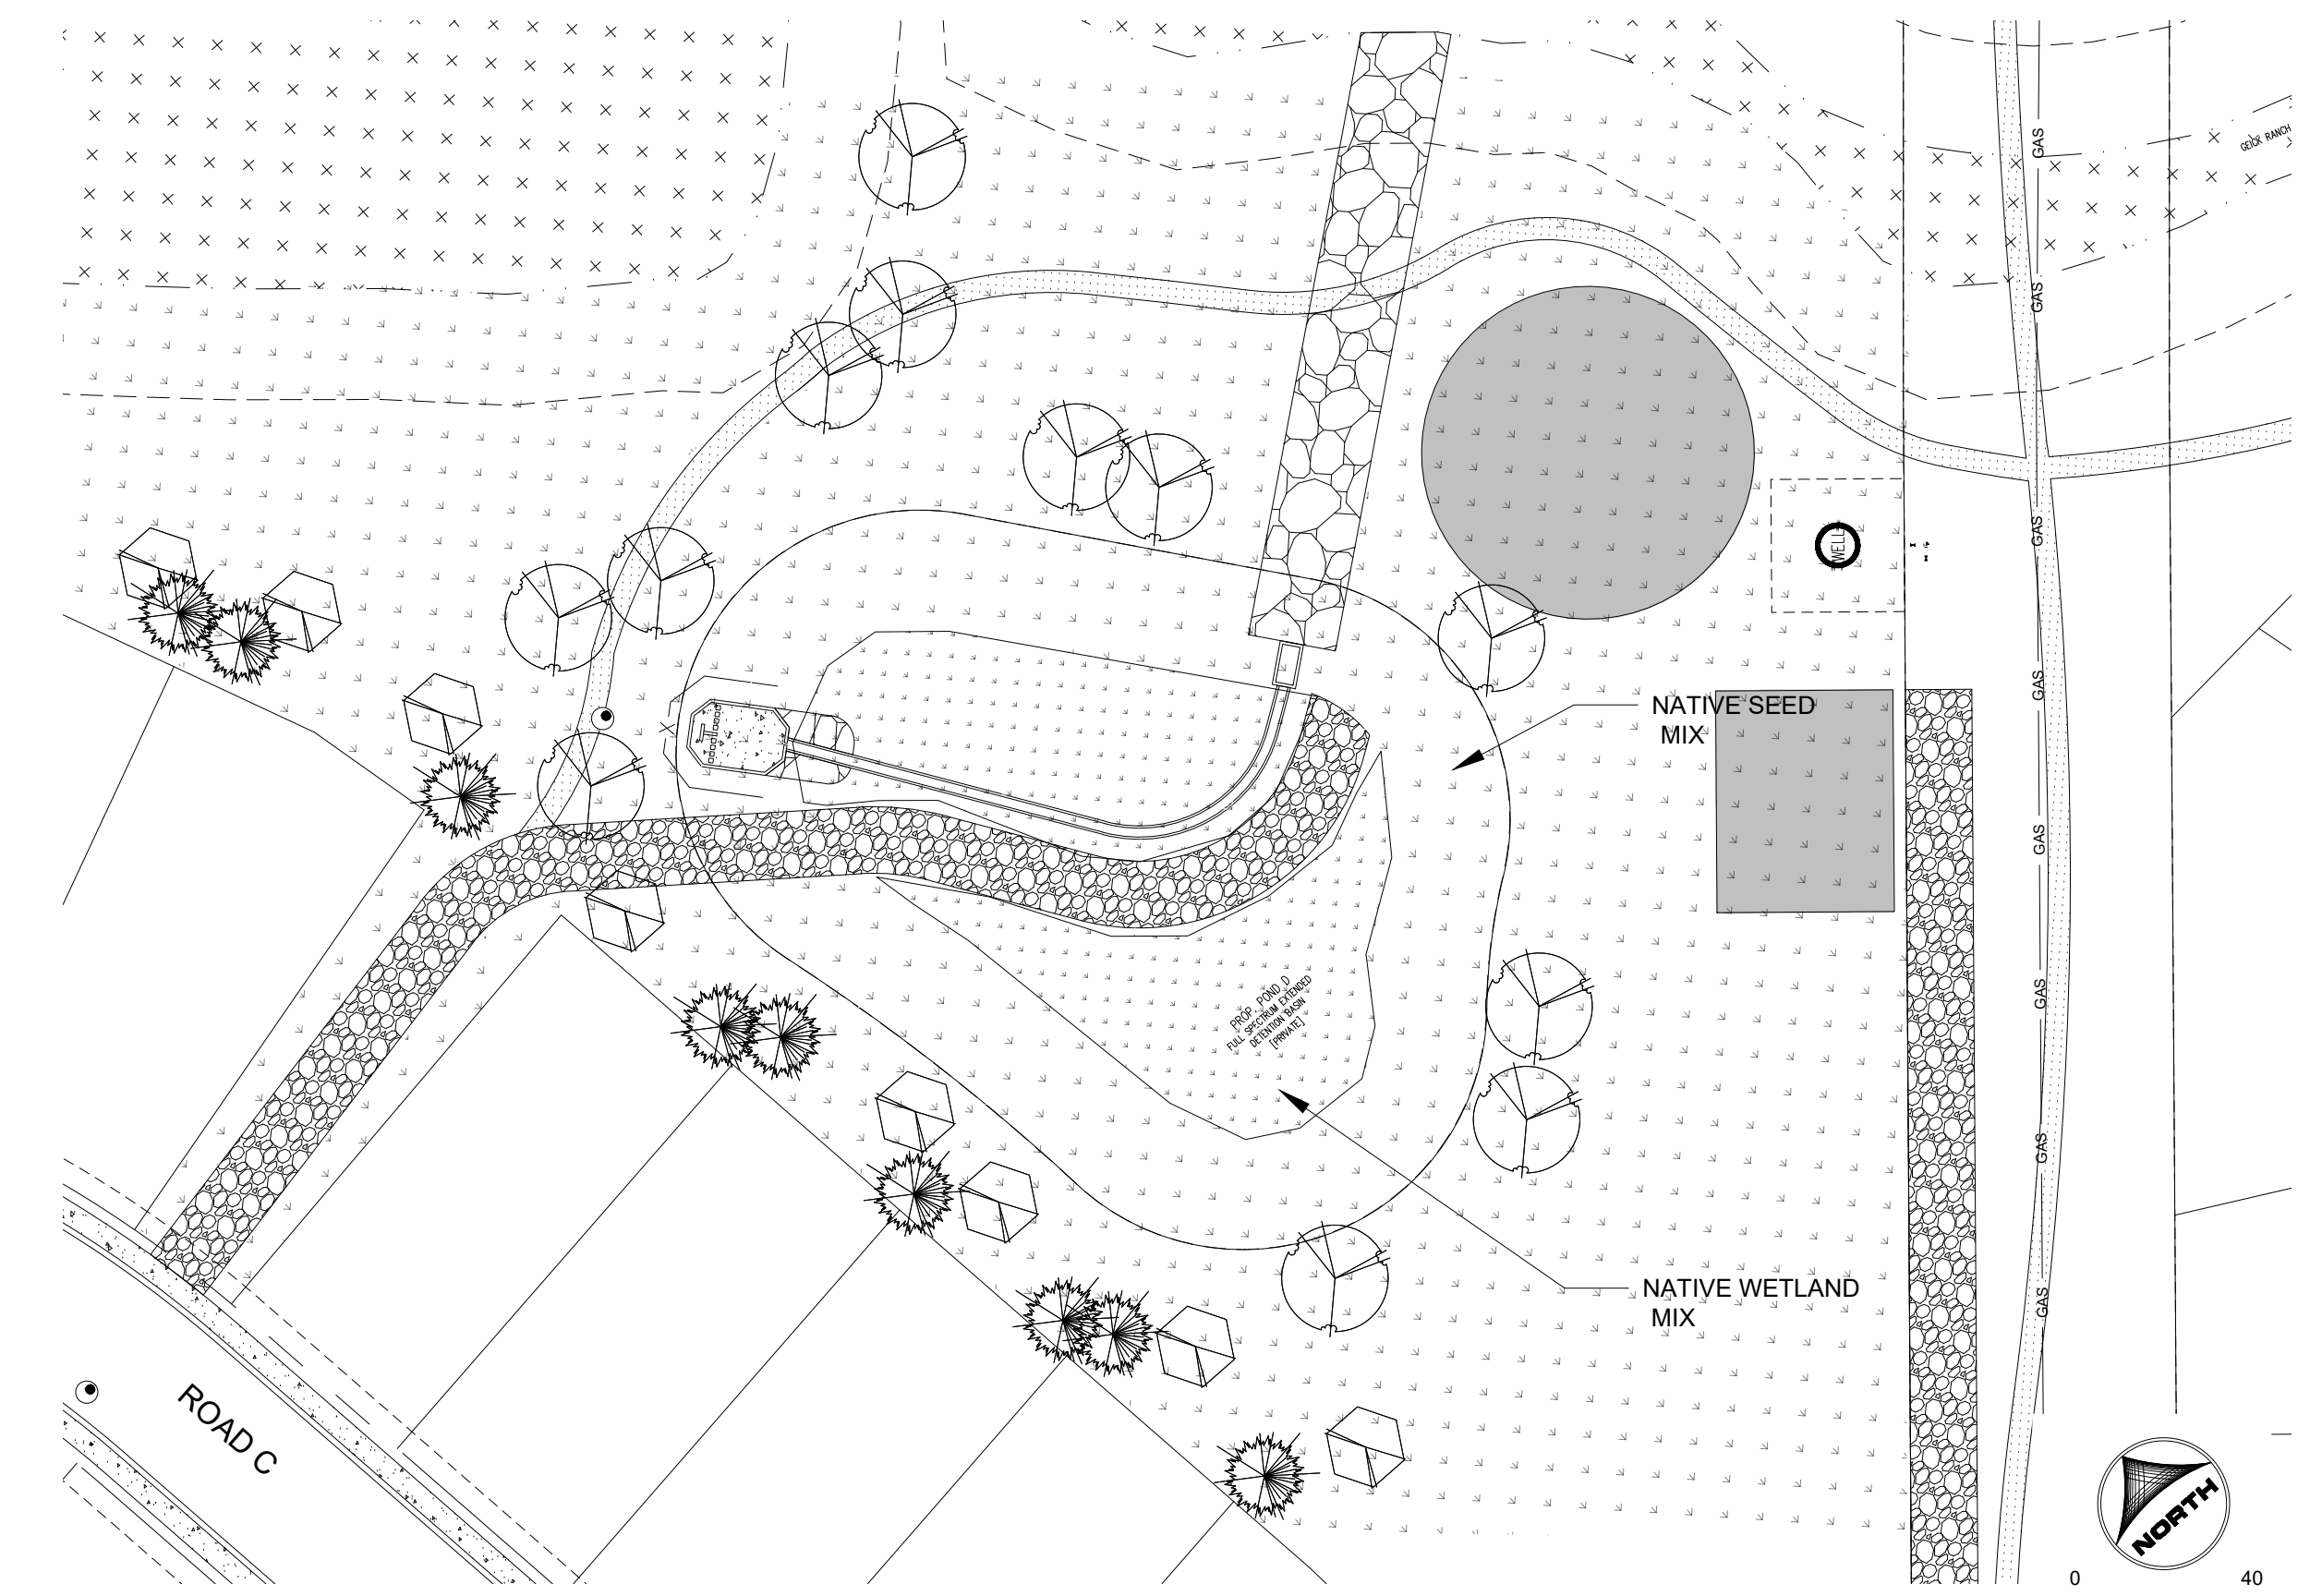 GEICK RANCH
GAS
GAS
GAS
WELL
GAS
NATIVE SEED
MIX
GAS
GAS
PROP. POND D
FULL SPECTRUM EXTENDED
DETENTION BASIN
[PRIVATE]
GAS
NATIVE WETLAND
MIX
GAS
ROAD C
NORTH
0 40